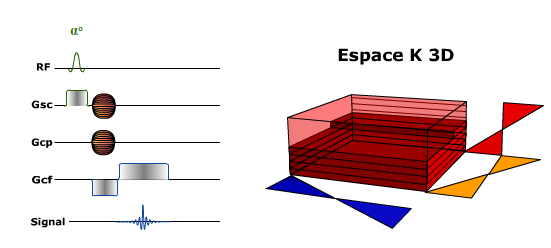 α°
RF
Gsc
Gcp
Gcf
Signal
Espace K 3D